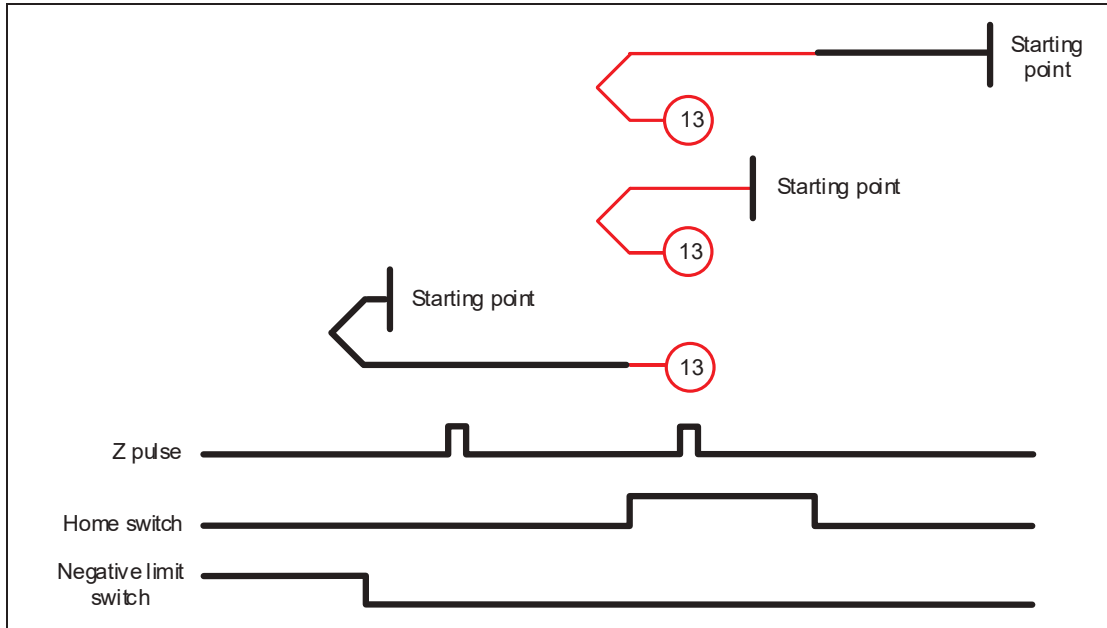 Starting
point
13
Starting point
13
Starting point
13
Z pulse
Home switch
Negative limit
switch